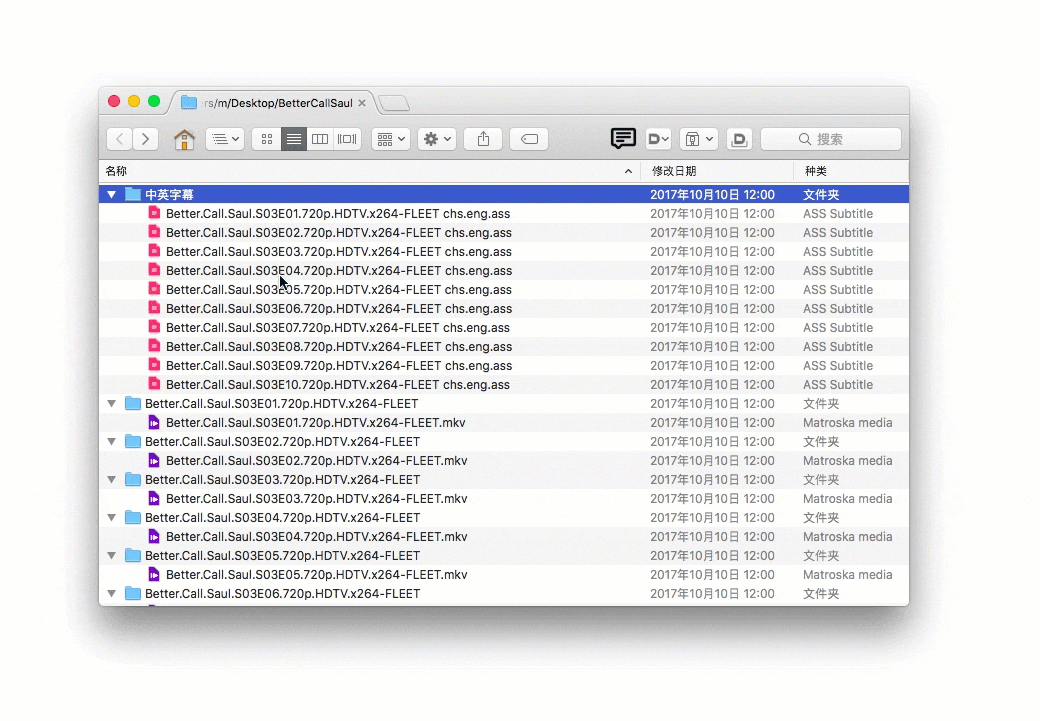 rs/m/Desktop/BetterCallSaul
搜索
名称 修改日期 种类
中英字幕 2017年10月10日 12:00 文件夹
Better.Call.Saul.S03E01.720p.HDTV.x264-FLEET chs.eng.ass 2017年10月10日 12:00 ASS Subtitle
Better.Call.Saul.S03E02.720p.HDTV.x264-FLEET chs.eng.ass 2017年10月10日 12:00 ASS Subtitle
Better.Call.Saul.S03E03.720p.HDTV.x264-FLEET chs.eng.ass 2017年10月10日 12:00 ASS Subtitle
Better.Call.Saul.S03E04.720p.HDTV.x264-FLEET chs.eng.ass 2017年10月10日 12:00 ASS Subtitle
Better.Call.Saul.S03E05.720p.HDTV.x264-FLEET chs.eng.ass 2017年10月10日 12:00 ASS Subtitle
Better.Call.Saul.S03E06.720p.HDTV.x264-FLEET chs.eng.ass 2017年10月10日 12:00 ASS Subtitle
Better.Call.Saul.S03E07.720p.HDTV.x264-FLEET chs.eng.ass 2017年10月10日 12:00 ASS Subtitle
Better.Call.Saul.S03E08.720p.HDTV.x264-FLEET chs.eng.ass 2017年10月10日 12:00 ASS Subtitle
Better.Call.Saul.S03E09.720p.HDTV.x264-FLEET chs.eng.ass 2017年10月10日 12:00 ASS Subtitle
Better.Call.Saul.S03E10.720p.HDTV.x264-FLEET chs.eng.ass 2017年10月10日 12:00 ASS Subtitle
Better.Call.Saul.S03E01.720p.HDTV.x264-FLEET 2017年10月10日 12:00 文件夹
Better.Call.Saul.S03E01.720p.HDTV.x264-FLEET.mkv 2017年10月10日 12:00 Matroska media
Better.Call.Saul.S03E02.720p.HDTV.x264-FLEET 2017年10月10日 12:00 文件夹
Better.Call.Saul.S03E02.720p.HDTV.x264-FLEET.mkv 2017年10月10日 12:00 Matroska media
Better.Call.Saul.S03E03.720p.HDTV.x264-FLEET 2017年10月10日 12:00 文件夹
Better.Call.Saul.S03E03.720p.HDTV.x264-FLEET.mkv 2017年10月10日 12:00 Matroska media
Better.Call.Saul.S03E04.720p.HDTV.x264-FLEET 2017年10月10日 12:00 文件夹
Better.Call.Saul.S03E04.720p.HDTV.x264-FLEET.mkv 2017年10月10日 12:00 Matroska media
Better.Call.Saul.S03E05.720p.HDTV.x264-FLEET 2017年10月10日 12:00 文件夹
Better.Call.Saul.S03E05.720p.HDTV.x264-FLEET.mkv 2017年10月10日 12:00 Matroska media
Better.Call.Saul.S03E06.720p.HDTV.x264-FLEET 2017年10月10日 12:00 文件夹